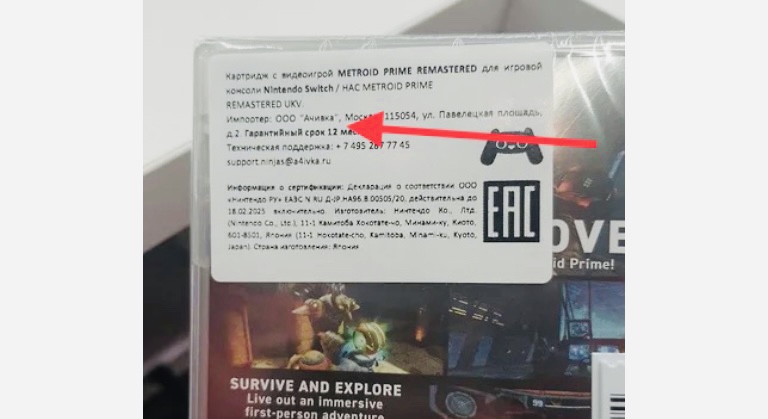 Картридж с видеоигрой METROID PRIME REMASTERED для игровой
консоли Nintendo Switch / HAC METROID PRIME
REMASTERED UKV.
Импортер: ООО "Ачивка", Москва 115054, ул. Павелецкая площадь,
д.2. Гарантийный срок 12
Техническая поддержка: + 7 495 267 77 45
support.ninjas@a4ivka.ru
Информация о сертификации: Декларация о соответствии ООО
«Нинтендо РУ» ЕАЭС N RU Д-JP.НА96.В.00505/20, действительна до
18.02.2025 включительно. Изготовитель: Нинтендо Ко., Лтд.
(Nintendo Co., Ltd.), 11-1 Камитоба Хокотате-чо, Минами-ку, Киото,
601-8501, Япония (11-1 Hokotate-cho, Kamitoba, Minami-ku, Kyoto,
Japan). Страна изготовления: Япония
EAC
OVE
id Prime!
SURVIVE AND EXPLORE
Live out an immersive
first-person adventure